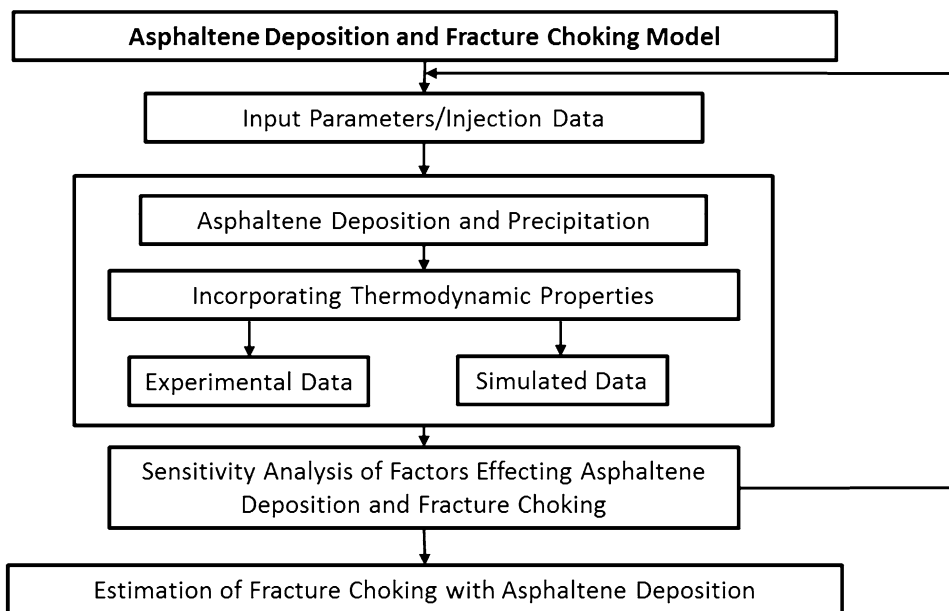 Asphaltene Deposition and Fracture Choking Model
Input Parameters/Injection Data
Asphaltene Deposition and Precipitation
Incorporating Thermodynamic Properties
Experimental Data
Simulated Data
Sensitivity Analysis of Factors Effecting Asphaltene
Deposition and Fracture Choking
Estimation of Fracture Choking with Asphaltene Deposition